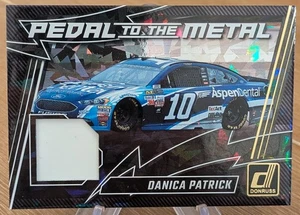 PEDAL TO THE METAL
AspenDental
10
DANICA PATRICK
DONRUSS